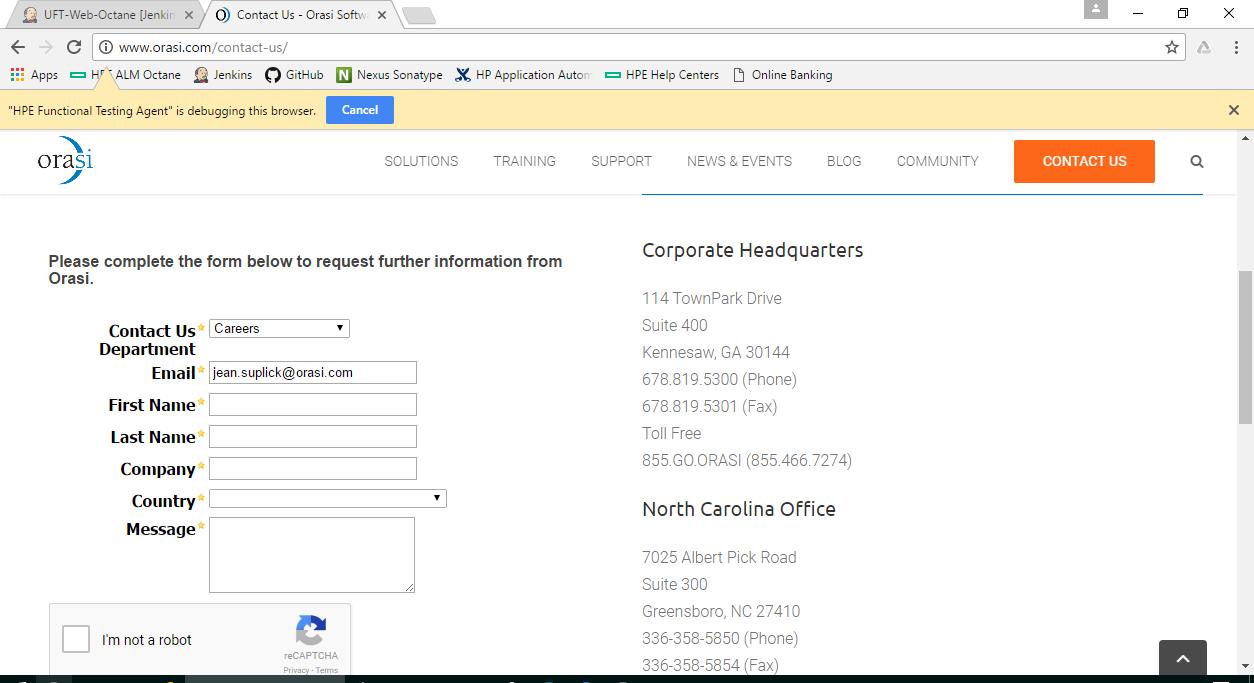 UFT-Web-Octane [Jenkin
Contact Us - Orasi Softw
www.orasi.com/contact-us/
Apps
HPE ALM Octane
Jenkins
GitHub
Nexus Sonatype
HP Application Autom
HPE Help Centers
Online Banking
"HPE Functional Testing Agent" is debugging this browser.
Cancel
orasi
SOLUTIONS
TRAINING
SUPPORT
NEWS & EVENTS
BLOG
COMMUNITY
CONTACT US
Please complete the form below to request further information from
Orasi.
Contact Us
Department
Careers
Email
jean.suplick@orasi.com
First Name
Last Name
Company
Country
Message
I'm not a robot
reCAPTCHA
Privacy - Terms
Corporate Headquarters
114 TownPark Drive
Suite 400
Kennesaw, GA 30144
678.819.5300 (Phone)
678.819.5301 (Fax)
Toll Free
855.GO.ORASI (855.466.7274)
North Carolina Office
7025 Albert Pick Road
Suite 300
Greensboro, NC 27410
336-358-5850 (Phone)
336-358-5854 (Fax)